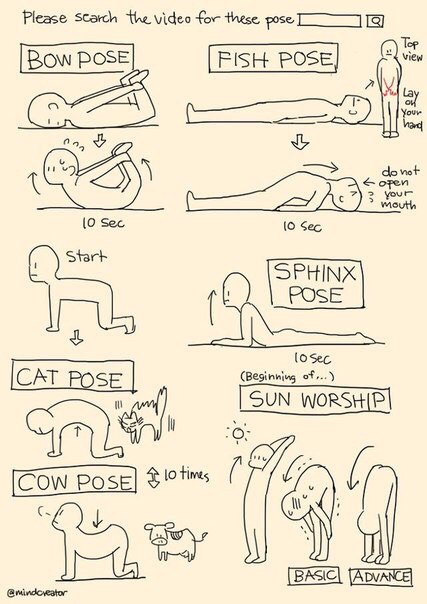 Please search the video for these pose
BOW POSE
10 Sec
FISH POSE
Top
view
Lay
on
your
hand
do not
open
your
mouth
10 Sec
Start
CAT POSE
COW POSE
10 times
SPHINX
POSE
10 Sec
(Beginning of...)
SUN WORSHIP
BASIC
ADVANCE
@mindcreator